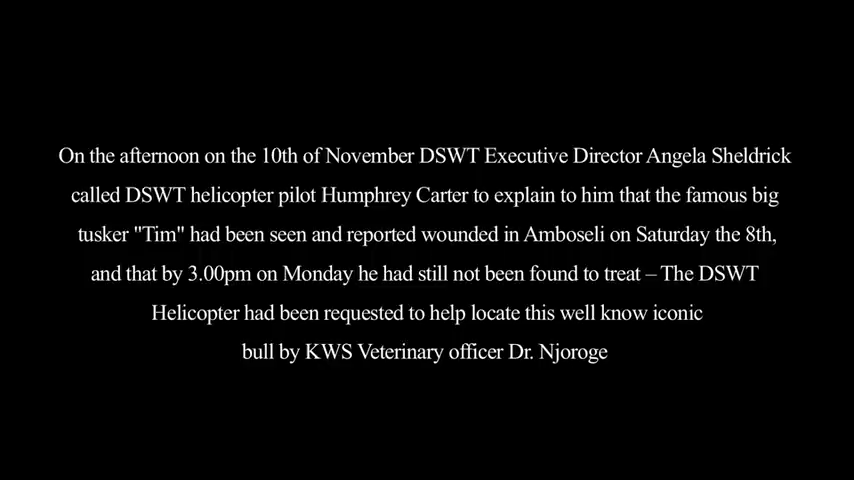 On the afternoon on the 10th of November DSWT Executive Director Angela Sheldrick
called DSWT helicopter pilot Humphrey Carter to explain to him that the famous big
tusker "Tim" had been seen and reported wounded in Amboseli on Saturday the 8th,
and that by 3.00pm on Monday he had still not been found to treat – The DSWT
Helicopter had been requested to help locate this well know iconic
bull by KWS Veterinary officer Dr. Njoroge